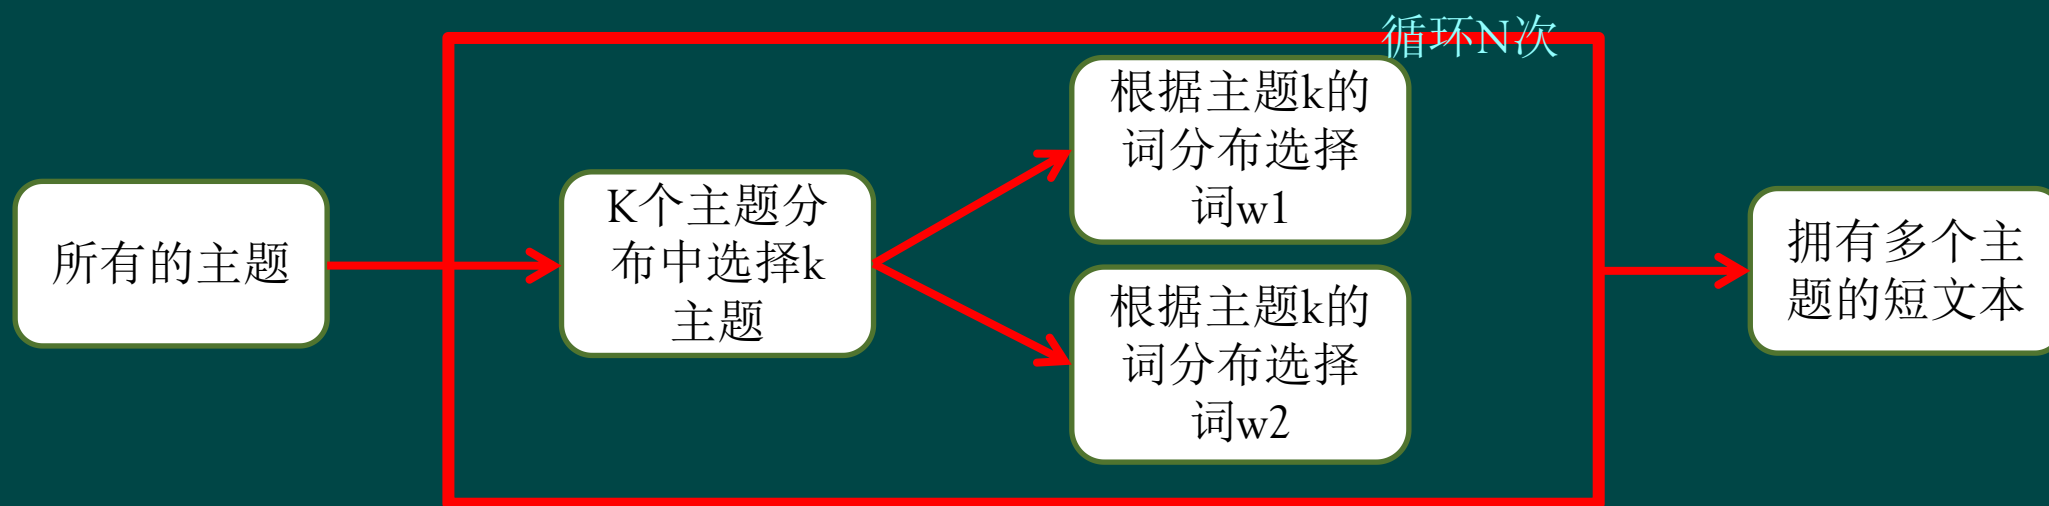 循环N次
所有的主题
K个主题分
布中选择k
主题
根据主题k的
词分布选择
词w1
根据主题k的
词分布选择
词w2
拥有多个主
题的短文本